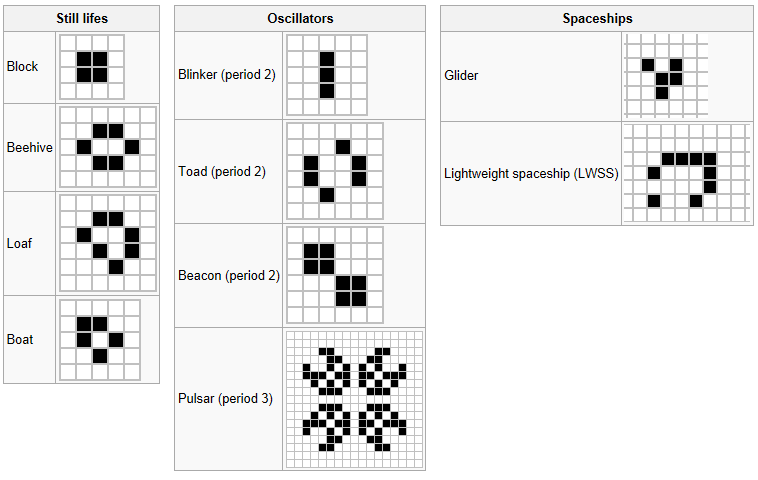 Still lifes
Block
Beehive
Loaf
Boat
Oscillators
Blinker (period 2)
Toad (period 2)
Beacon (period 2)
Pulsar (period 3)
Spaceships
Glider
Lightweight spaceship (LWSS)